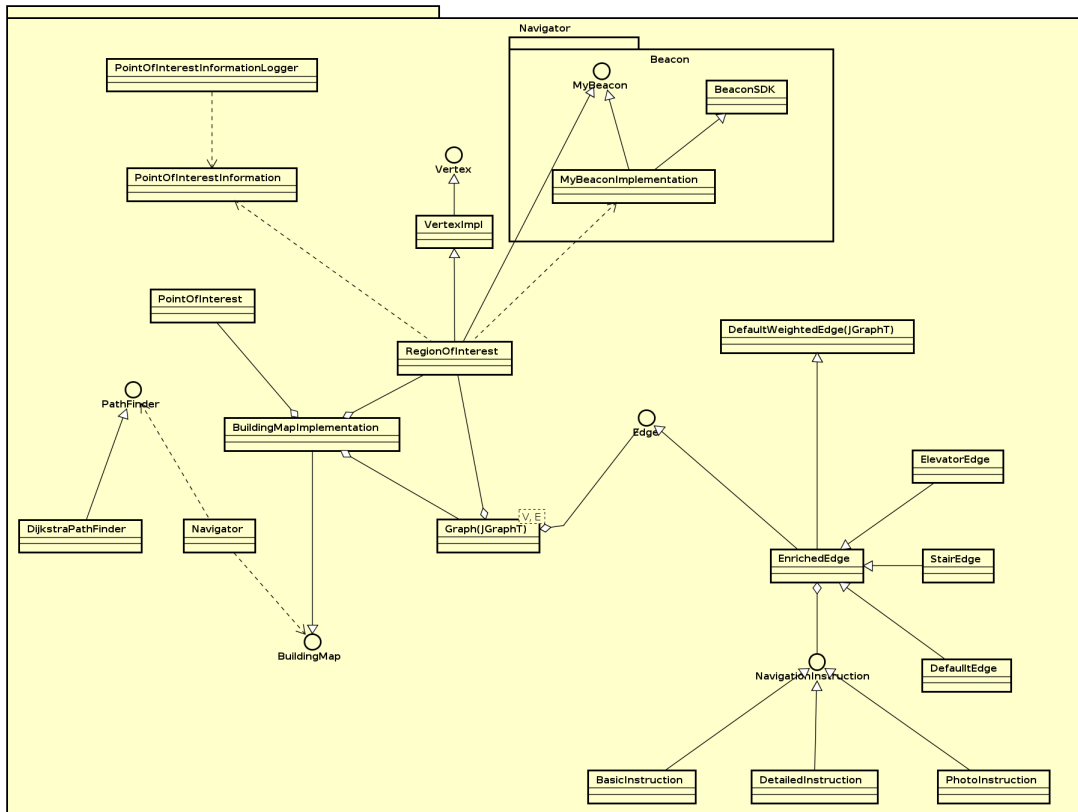 Navigator
Beacon
PointOfInterestInformationLogger
MyBeacon
BeaconSDK
Vertex
PointOfInterestInformation
MyBeaconImplementation
VertexImpl
PointOfInterest
DefaultWeightedEdge(JGraphT)
RegionOfInterest
PathFinder
BuildingMapImplementation
Edge
ElevatorEdge
V, E
DijkstraPathFinder
Navigator
Graph(JGraphT)
EnrichedEdge
StairEdge
BuildingMap
NavigationInstruction
DefaultEdge
BasicInstruction
DetailedInstruction
PhotoInstruction